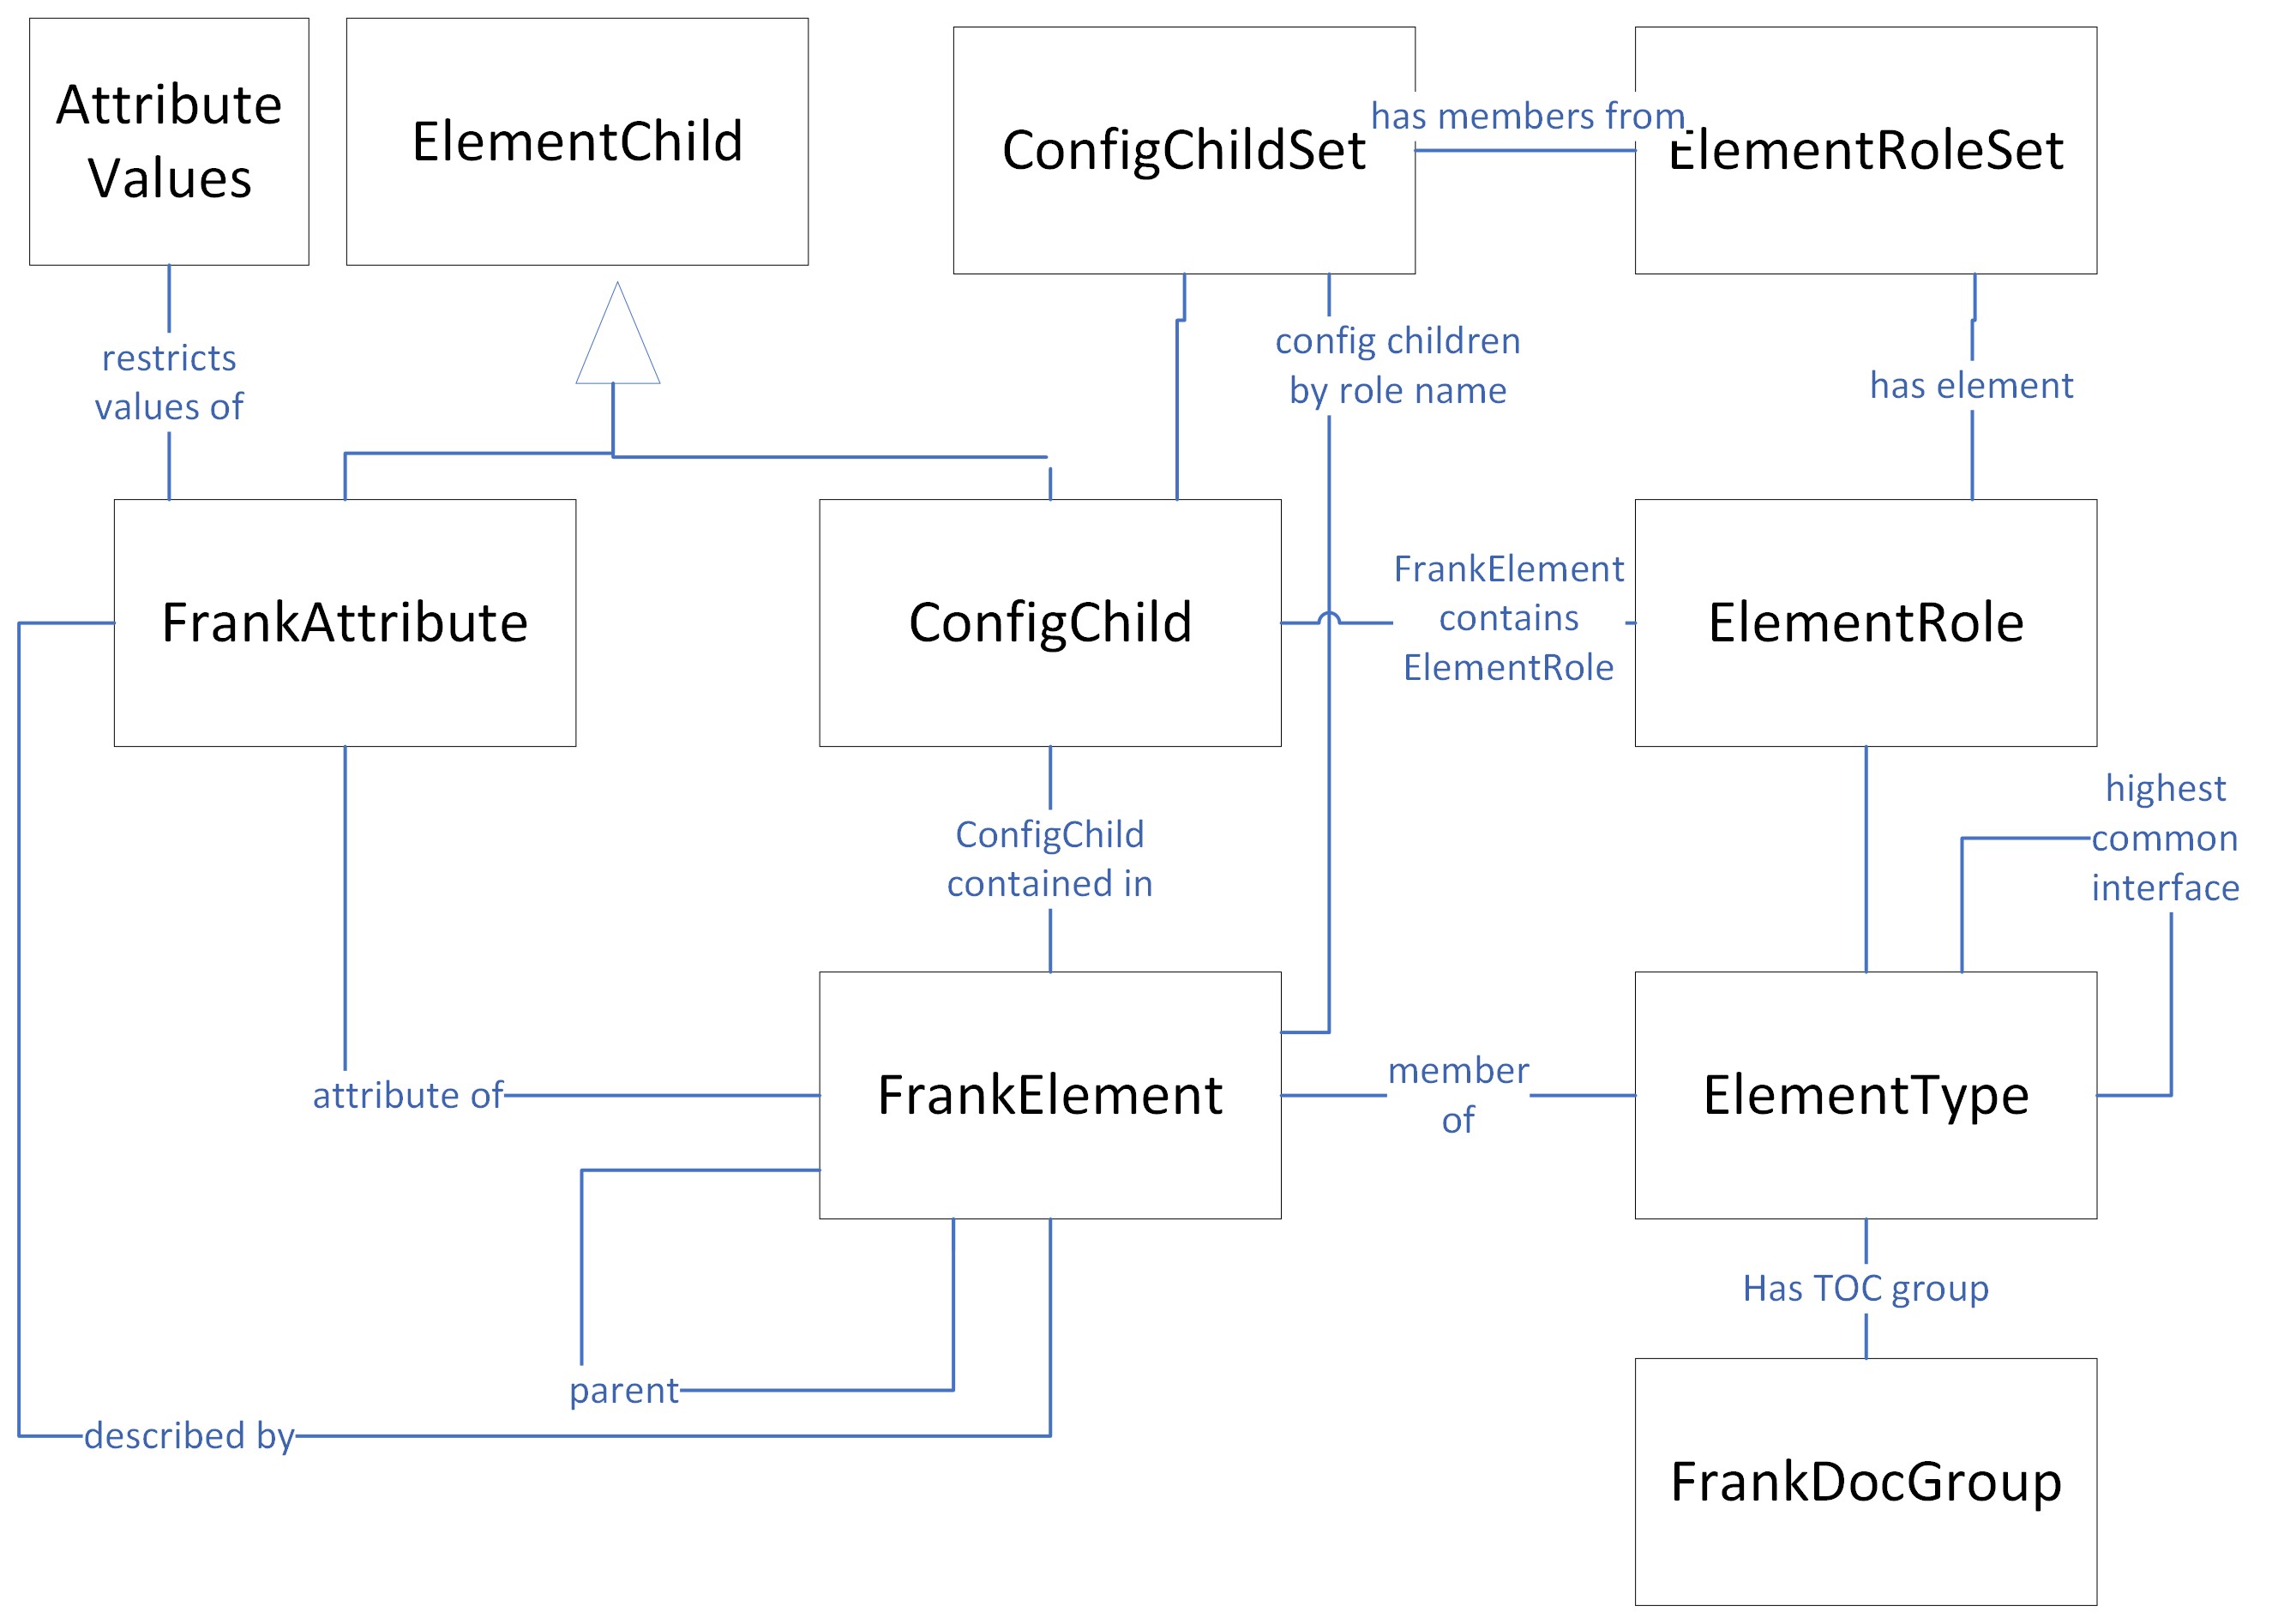 Attribute
Values
ElementChild
ConfigChildSet
has members from
ElementRoleSet
restricts
values of
config children
by role name
has element
FrankAttribute
ConfigChild
FrankElement
contains
ElementRole
ElementRole
ConfigChild
contained in
highest
common
interface
attribute of
FrankElement
member
of
ElementType
Has TOC group
parent
described by
FrankDocGroup